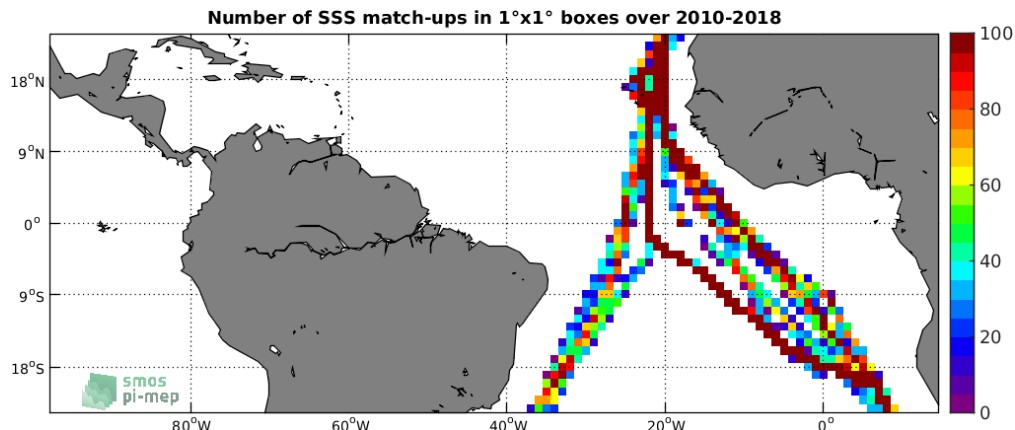 Number of SSS match-ups in 1°x1° boxes over 2010-2018
100
80
60
40
20
0
18°N
9°N
0°
9°S
18°S
80°W
60°W
40°W
20°W
0°
smos
pi-mep